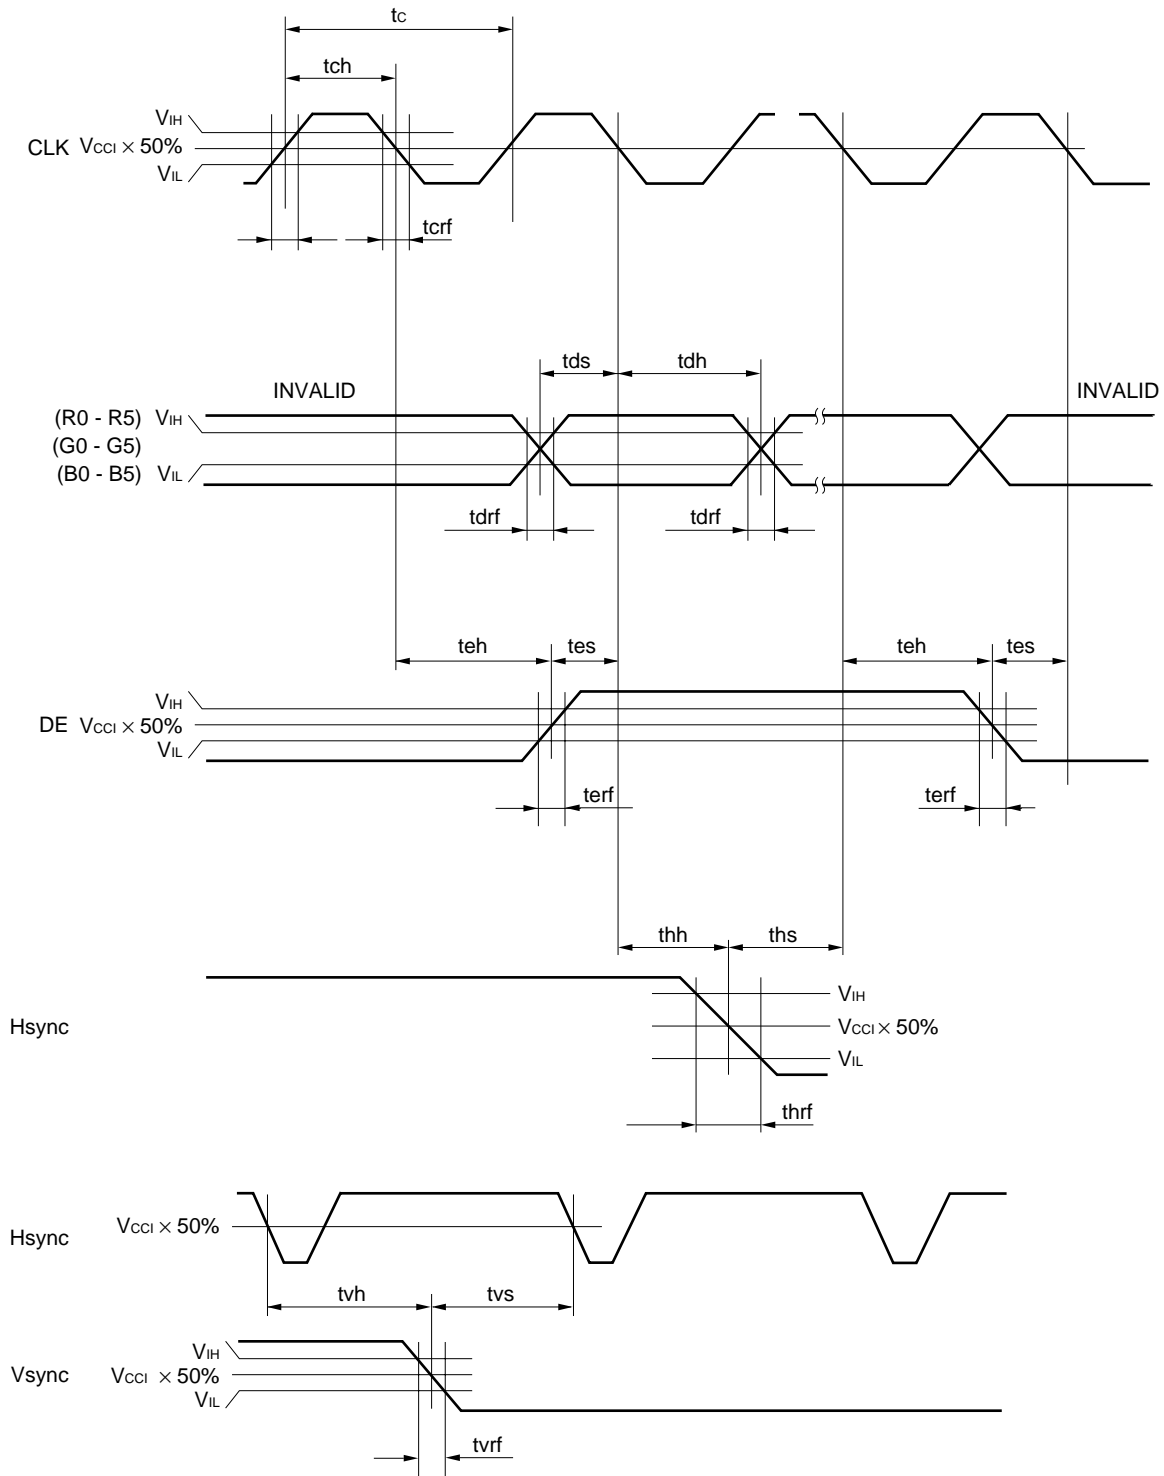 tc
tch
VIH
CLK VCCI × 50%
VIL
tcrf
tds tdh
INVALID INVALID
(R0 - R5) VIH
(G0 - G5)
(B0 - B5) VIL
tdrf tdrf
teh tes teh tes
VIH
DE VCCI × 50%
VIL
terf terf
thh ths
VIH
Hsync VCCI × 50%
VIL
thrf
VCCI × 50%
Hsync
tvh tvs
VIH
Vsync VCCI × 50%
VIL
tvrf